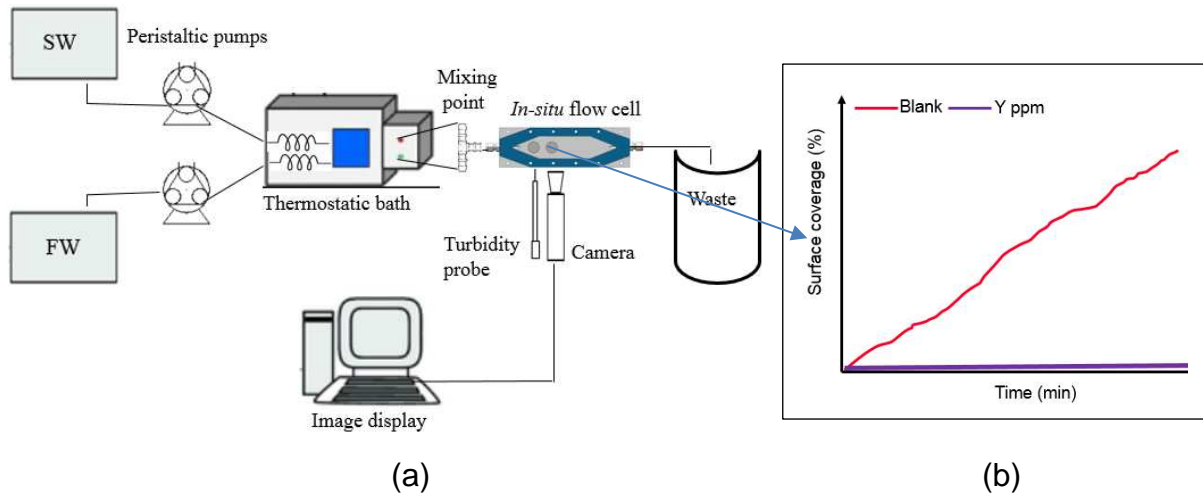 SW
Peristaltic pumps
Mixing
point
In-situ flow cell
Thermostatic bath
FW
Turbidity
probe
Camera
Waste
Image display
(a)
Blank
Y ppm
Surface coverage (%)
Time (min)
(b)